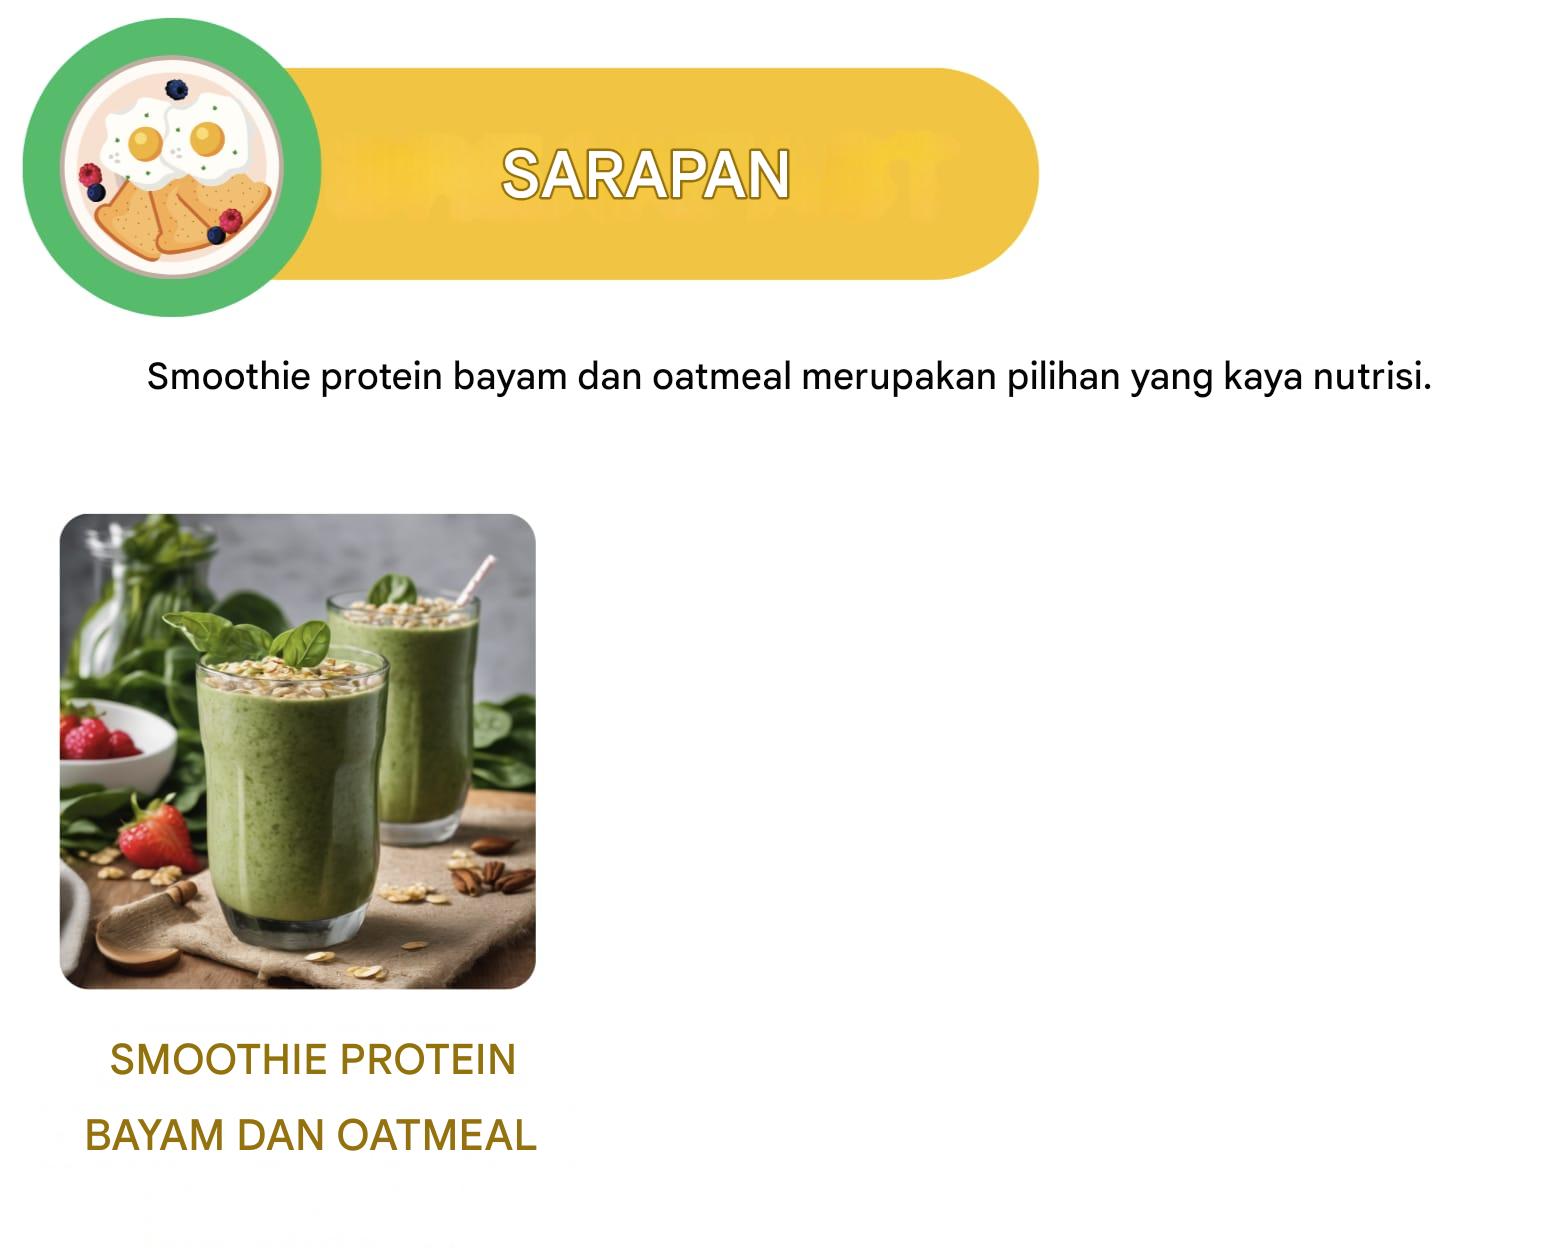 SARAPAN
Smoothie protein bayam dan oatmeal merupakan pilihan yang kaya nutrisi.
SMOOTHIE PROTEIN
BAYAM DAN OATMEAL